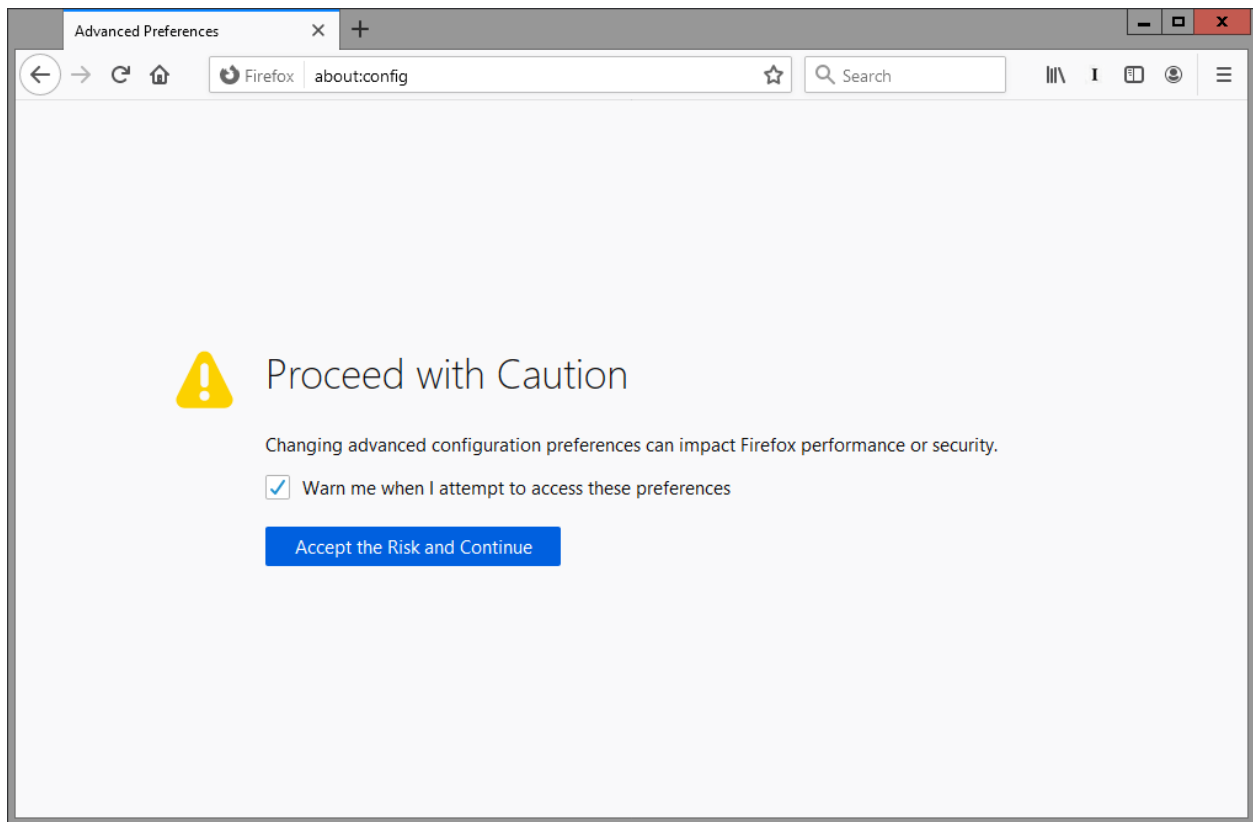 Advanced Preferences
Firefox about:config Search I
Proceed with Caution
Changing advanced configuration preferences can impact Firefox performance or security.
Warn me when I attempt to access these preferences
Accept the Risk and Continue